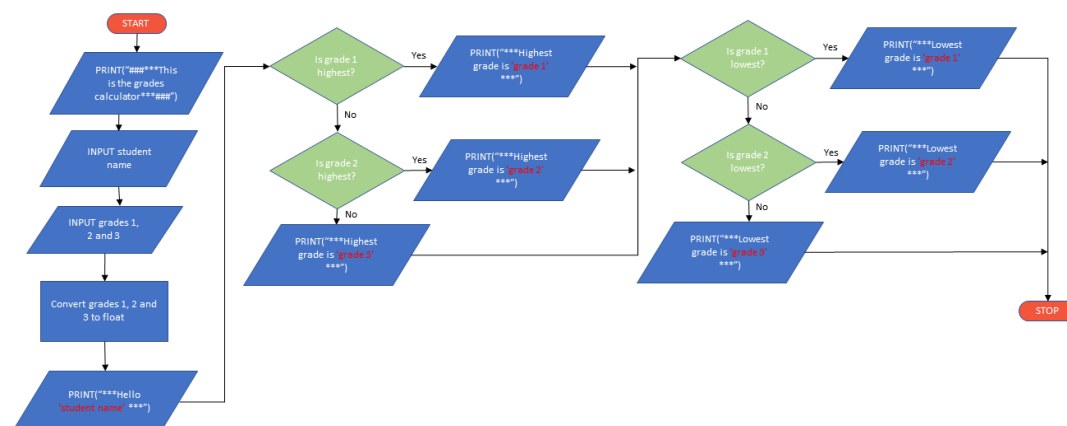 START
PRINT("###***This
is the grades
calculator***###")
INPUT student
name
INPUT grades 1,
2 and 3
Convert grades 1, 2 and
3 to float
PRINT("***Hello
'student name' ***")
Is grade 1
highest?
Yes
PRINT("***Highest
grade is 'grade 1'
***")
No
Is grade 2
highest?
Yes
PRINT("***Highest
grade is 'grade 2'
***")
No
PRINT("***Highest
grade is 'grade 3'
***")
Is grade 1
lowest?
Yes
PRINT("***Lowest
grade is 'grade 1'
***")
No
Is grade 2
lowest?
Yes
PRINT("***Lowest
grade is 'grade 2'
***")
No
PRINT("***Lowest
grade is 'grade 3'
***")
STOP